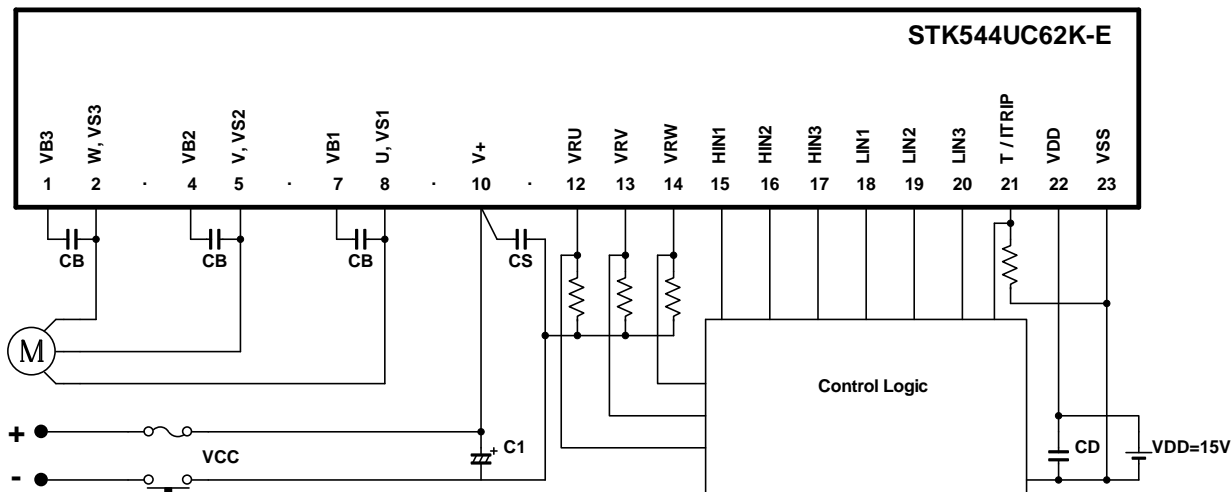 STK544UC62K-E
VB3
W, VS3
VB2
V, VS2
VB1
U, VS1
V+
VRU
VRV
VRW
HIN1
HIN2
HIN3
LIN1
LIN2
LIN3
T / ITRIP
VDD
VSS
1 2 · 4 5 · 7 8 · 10 · 12 13 14 15 16 17 18 19 20 21 22 23
CB CB CB CS
M
Control Logic
+
VCC
+ C1
CD
VDD=15V
-